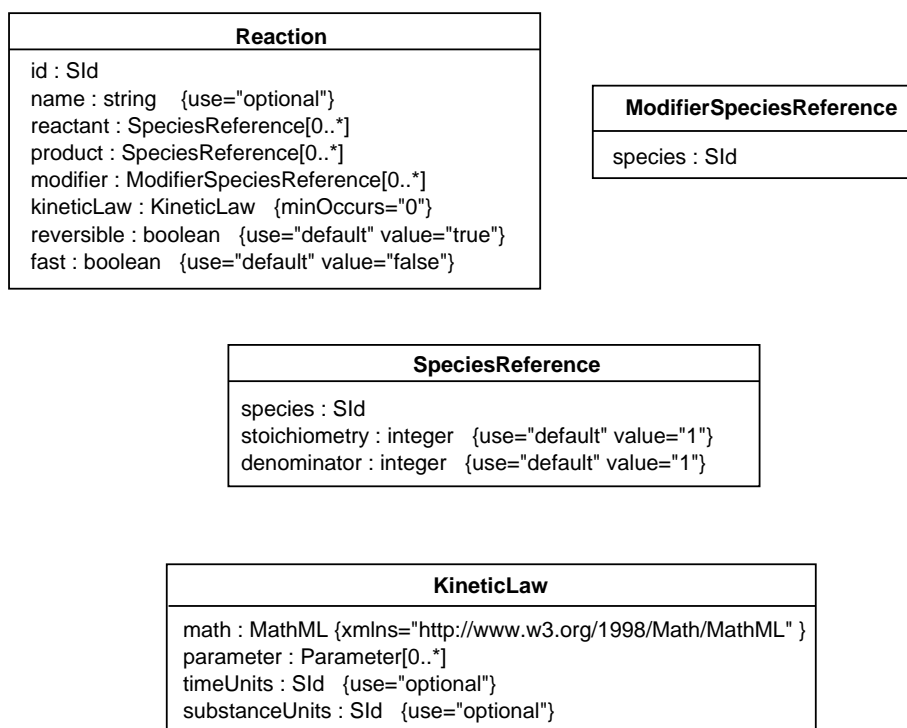 Reaction
id : SId
name : string {use="optional"}
reactant : SpeciesReference[0..*]
product : SpeciesReference[0..*]
modifier : ModifierSpeciesReference[0..*]
kineticLaw : KineticLaw {minOccurs="0"}
reversible : boolean {use="default" value="true"}
fast : boolean {use="default" value="false"}
ModifierSpeciesReference
species : SId
SpeciesReference
species : SId
stoichiometry : integer {use="default" value="1"}
denominator : integer {use="default" value="1"}
KineticLaw
math : MathML {xmlns="http://www.w3.org/1998/Math/MathML" }
parameter : Parameter[0..*]
timeUnits : SId {use="optional"}
substanceUnits : SId {use="optional"}